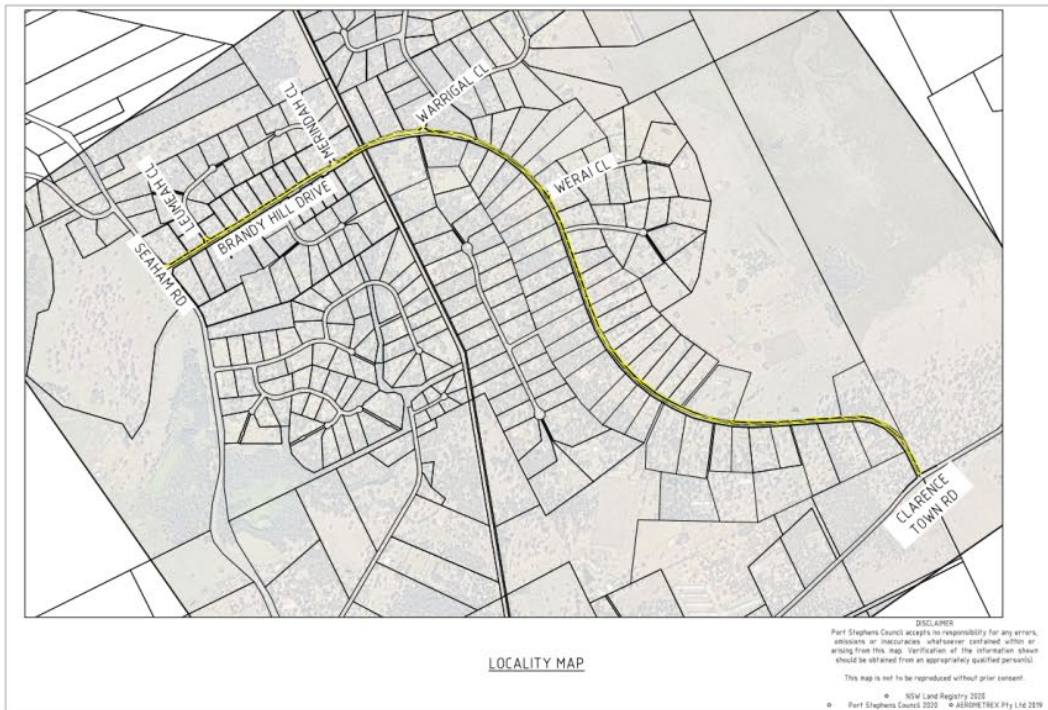 WARRIGAL CL
MERINDAH CL
LEUMEAH CL
WERAI CL
BRANDY HILL DRIVE
SEAHAM RD
CLARENCE
TOWN RD
LOCALITY MAP
DISCLAIMER
Port Stephens Council accepts no responsibility for any errors,
omissions or inaccuracies whatsoever contained within or
arising from this map. Verification of the information shown
should be obtained from an appropriately qualified person(s)
This map is not to be reproduced without prior consent.
© NSW Land Registry 2020
© Port Stephens Council 2020 © AEROMETREX Pty Ltd 2019